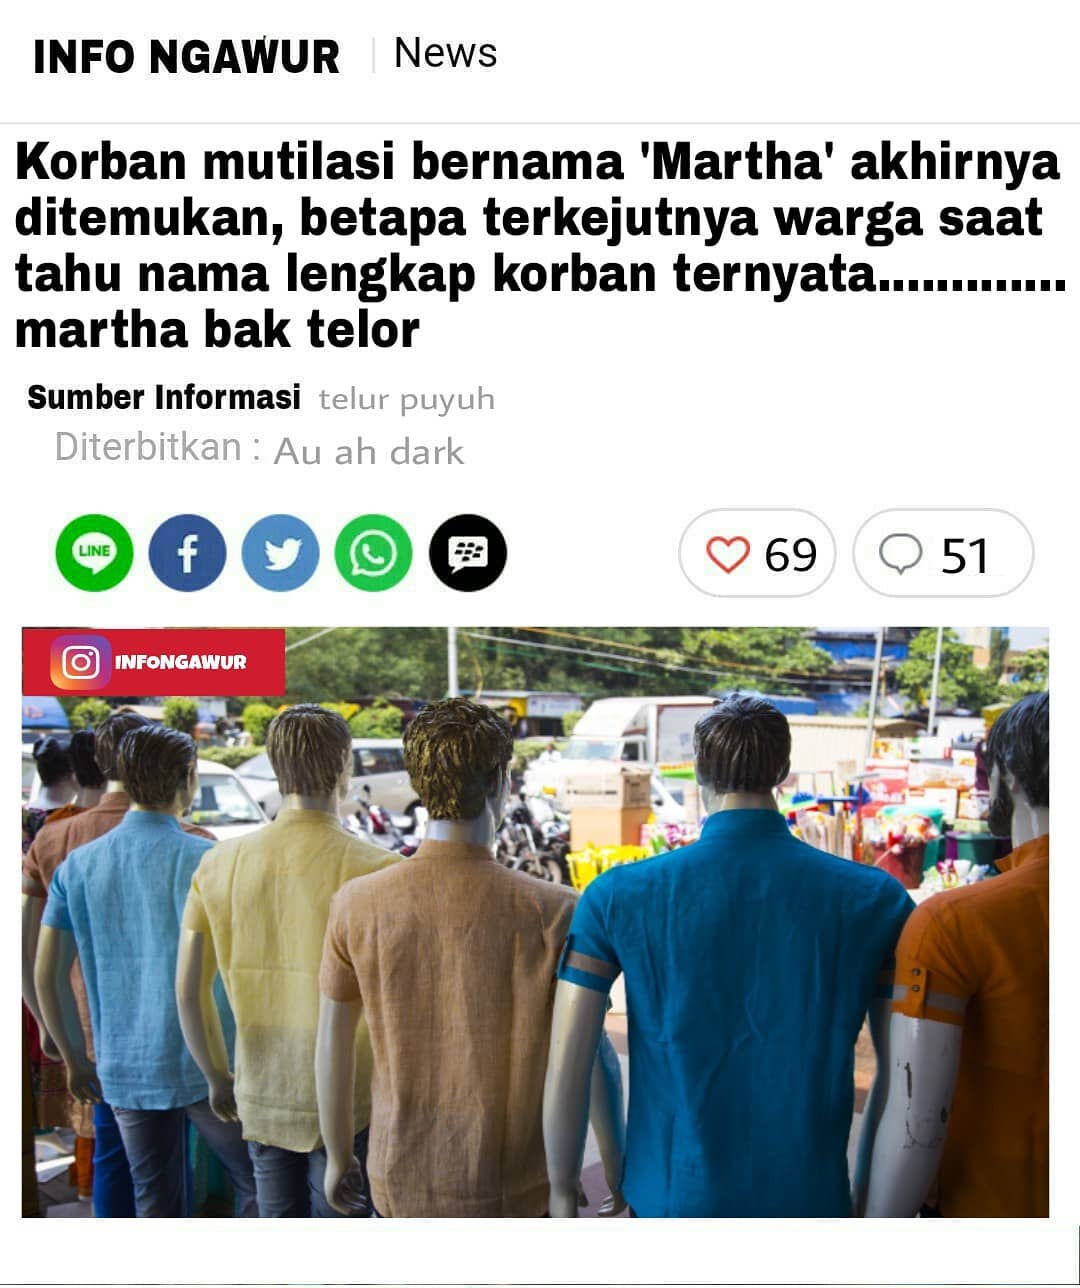 INFO NGAWUR | News
Korban mutilasi bernama 'Martha' akhirnya
ditemukan, betapa terkejutnya warga saat
tahu nama lengkap korban ternyata.............
martha bak telor
Sumber Informasi telur puyuh
Diterbitkan : Au ah dark
LINE
69
51
INFONGAWUR